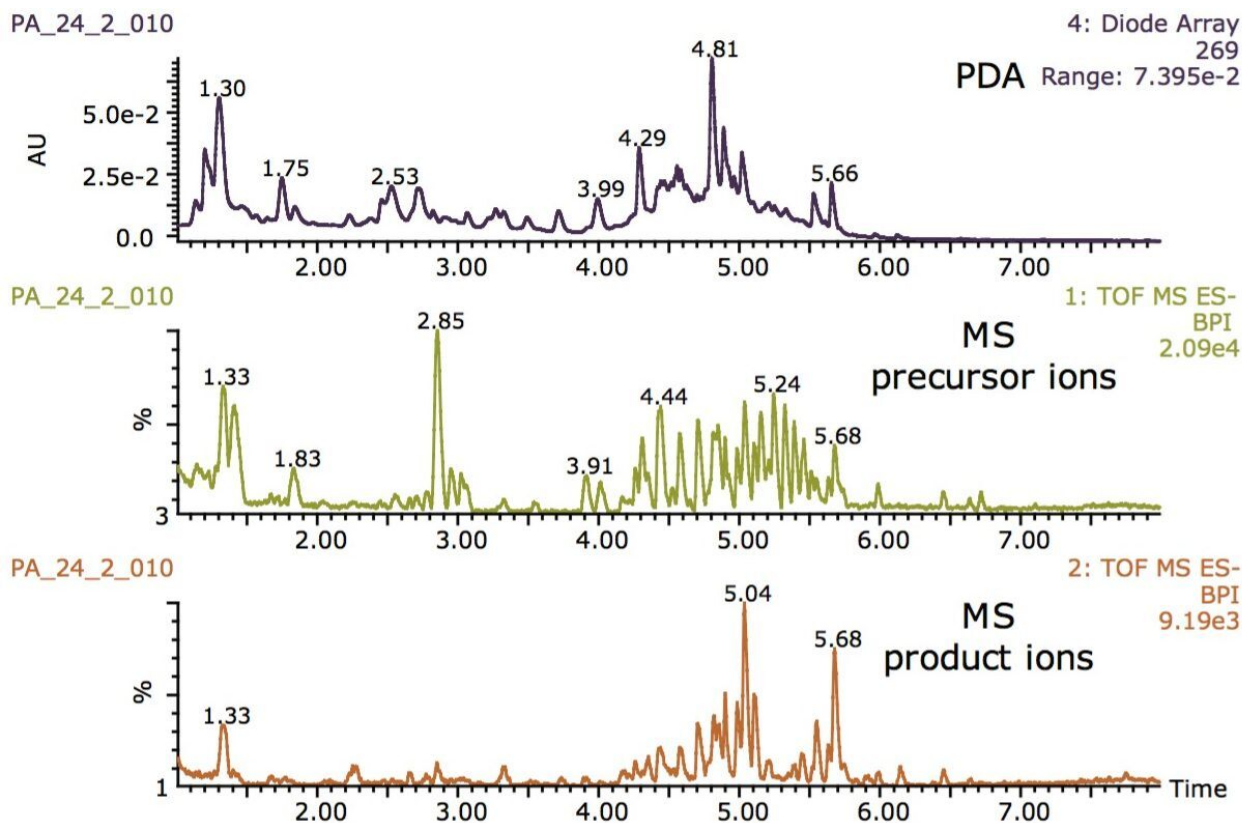 PA_24_2_010
4: Diode Array
269
Range: 7.395e-2
PDA
4.81
1.30
5.0e-2
AU
4.29
1.75
2.53
2.5e-2
3.99
5.66
0.0
2.00 3.00 4.00 5.00 6.00 7.00
PA_24_2_010
1: TOF MS ES-
BPI
2.09e4
MS
precursor ions
2.85
1.33
5.24
4.44
%
5.68
1.83
3.91
3
2.00 3.00 4.00 5.00 6.00 7.00
PA_24_2_010
2: TOF MS ES-
BPI
9.19e3
MS
product ions
5.04
5.68
%
1.33
1
Time
2.00 3.00 4.00 5.00 6.00 7.00